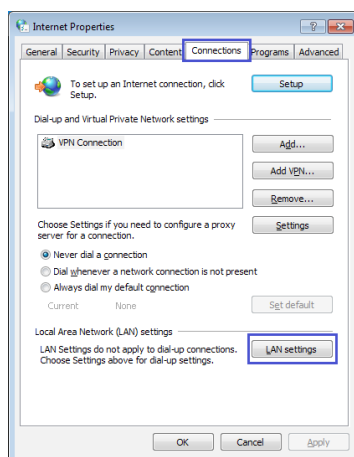 Internet Properties
General Security Privacy Content Connections Programs Advanced
To set up an Internet connection, click
Setup.
Setup
Dial-up and Virtual Private Network settings
VPN Connection
Add...
Add VPN...
Remove...
Choose Settings if you need to configure a proxy
server for a connection.
Settings
Never dial a connection
Dial whenever a network connection is not present
Always dial my default connection
Current None
Set default
Local Area Network (LAN) settings
LAN Settings do not apply to dial-up connections.
Choose Settings above for dial-up settings.
LAN settings
OK Cancel Apply